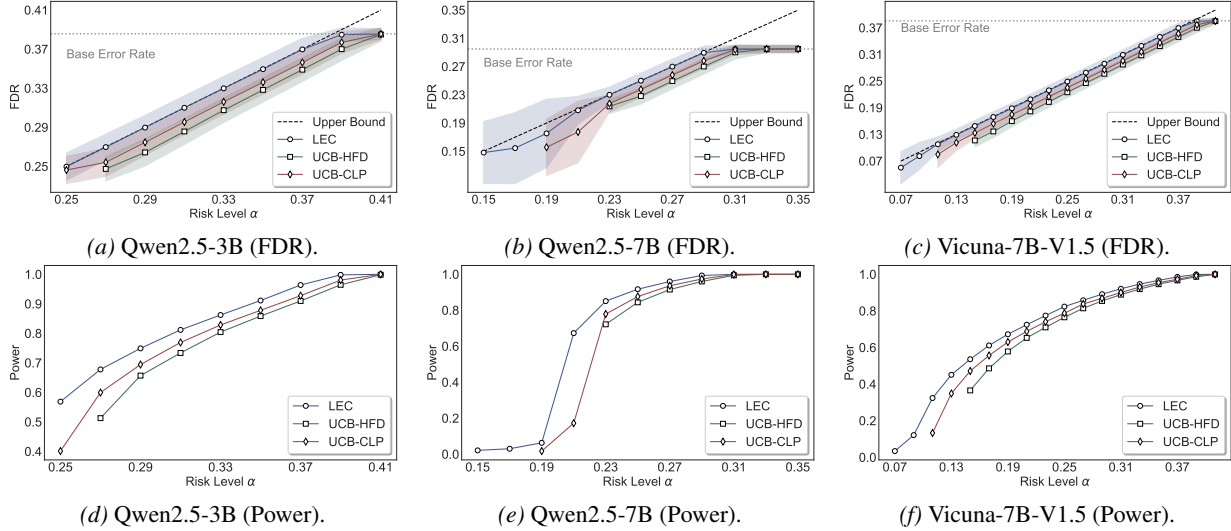 0.41
0.37
0.33
0.29
0.25
FDR
Base Error Rate
Upper Bound
LEC
UCB-HFD
UCB-CLP
0.25 0.29 0.33 0.37 0.41
Risk Level α
(a) Qwen2.5-3B (FDR).
0.35
0.31
0.27
0.23
0.19
0.15
FDR
Base Error Rate
Upper Bound
LEC
UCB-HFD
UCB-CLP
0.15 0.19 0.23 0.27 0.31 0.35
Risk Level α
(b) Qwen2.5-7B (FDR).
0.37
0.31
0.25
0.19
0.13
0.07
FDR
Base Error Rate
Upper Bound
LEC
UCB-HFD
UCB-CLP
0.07 0.13 0.19 0.25 0.31 0.37
Risk Level α
(c) Vicuna-7B-V1.5 (FDR).
1.0
0.9
0.8
0.7
0.6
0.5
0.4
Power
LEC
UCB-HFD
UCB-CLP
0.25 0.29 0.33 0.37 0.41
Risk Level α
(d) Qwen2.5-3B (Power).
1.0
0.8
0.6
0.4
0.2
0.0
Power
LEC
UCB-HFD
UCB-CLP
0.15 0.19 0.23 0.27 0.31 0.35
Risk Level α
(e) Qwen2.5-7B (Power).
1.0
0.8
0.6
0.4
0.2
0.0
Power
LEC
UCB-HFD
UCB-CLP
0.07 0.13 0.19 0.25 0.31 0.37
Risk Level α
(f) Vicuna-7B-V1.5 (Power).